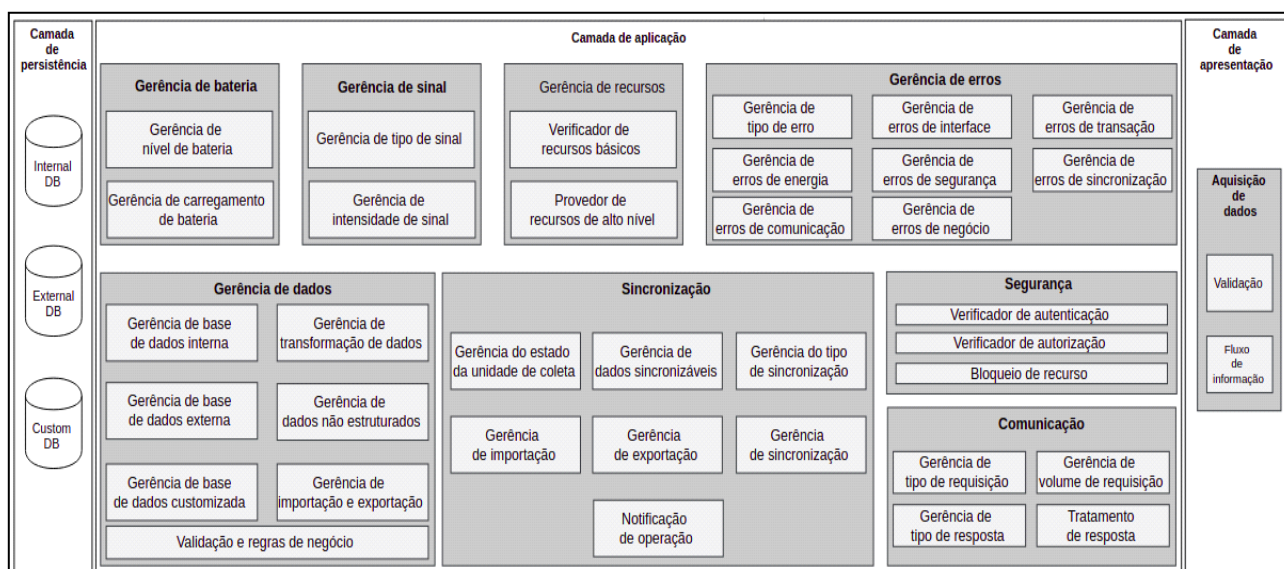 Camada
de
persistência
Internal
DB
External
DB
Custom
DB
Camada de aplicação
Gerência de bateria
Gerência de
nível de bateria
Gerência de carregamento
de bateria
Gerência de sinal
Gerência de tipo de sinal
Gerência de
intensidade de sinal
Gerência de recursos
Verificador de
recursos básicos
Provedor de
recursos de alto nível
Gerência de erros
Gerência de
tipo de erro
Gerência de
erros de interface
Gerência de
erros de transação
Gerência de
erros de energia
Gerência de
erros de segurança
Gerência de
erros de sincronização
Gerência de
erros de comunicação
Gerência de
erros de negócio
Gerência de dados
Gerência de base
de dados interna
Gerência de
transformação de dados
Gerência de base
de dados externa
Gerência de
dados não estruturados
Gerência de base
de dados customizada
Gerência de
importação e exportação
Validação e regras de negócio
Sincronização
Gerência do estado
da unidade de coleta
Gerência de
dados sincronizáveis
Gerência do tipo
de sincronização
Gerência
de importação
Gerência
de exportação
Gerência
de sincronização
Notificação
de operação
Segurança
Verificador de autenticação
Verificador de autorização
Bloqueio de recurso
Comunicação
Gerência de
tipo de requisição
Gerência de
volume de requisição
Gerência de
tipo de resposta
Tratamento
de resposta
Camada
de
apresentação
Aquisição
de
dados
Validação
Fluxo
de
informação